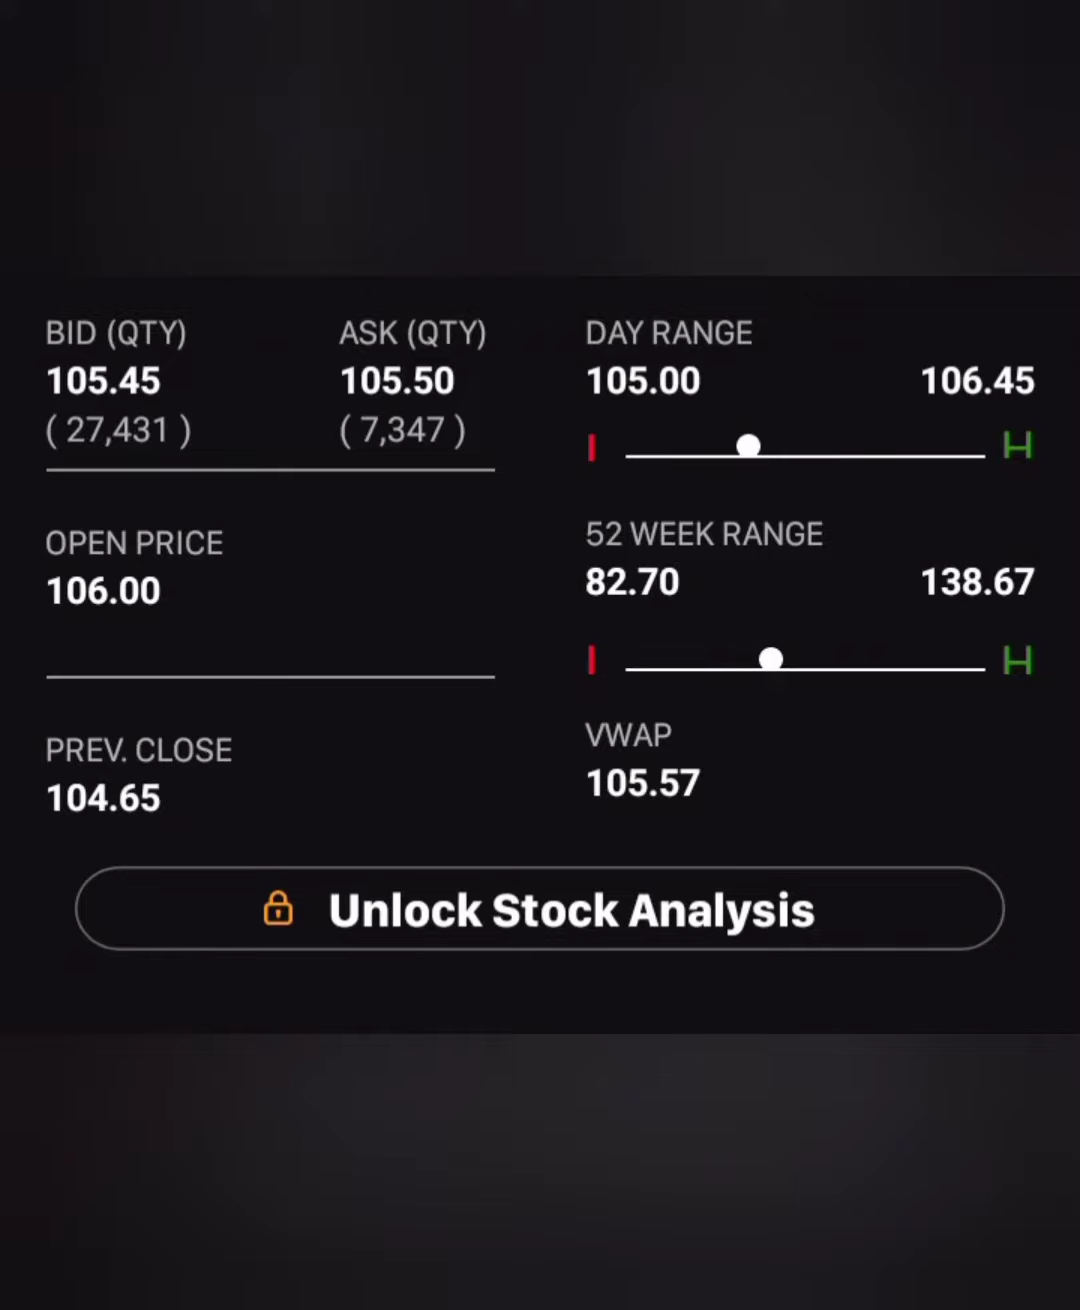 BID (QTY) ASK (QTY)
105.45 105.50
( 27,431 ) ( 7,347 )
OPEN PRICE
106.00
PREV. CLOSE
104.65
DAY RANGE
105.00 106.45
H
52 WEEK RANGE
82.70 138.67
H
VWAP
105.57
Unlock Stock Analysis